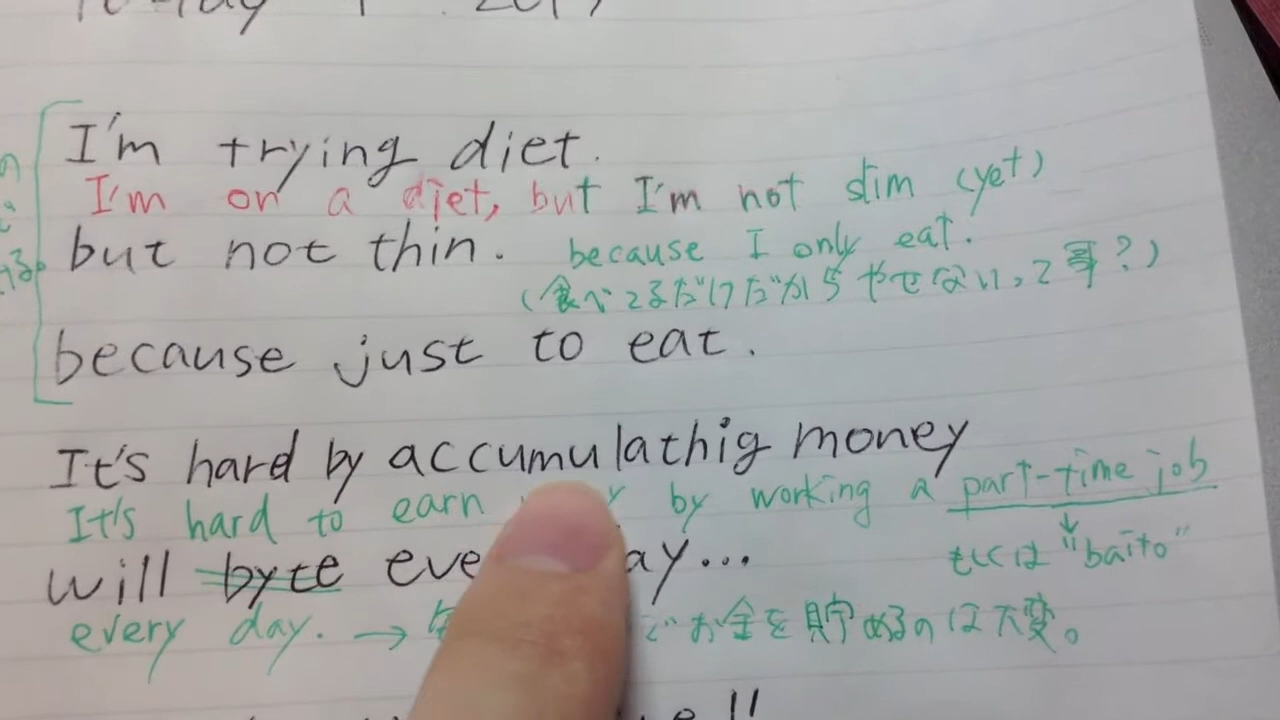 I'm trying diet.
I'm on a diet, but I'm not slim (yet)
but not thin. because I only eat.
(食べてるだけだからやせないって事?)
because just to eat.
It's hard by accumulathig money
It's hard to earn by working a part-time job
will byte ay...
もしくは "baito"
every day. → でお金を貯めるのは大変。